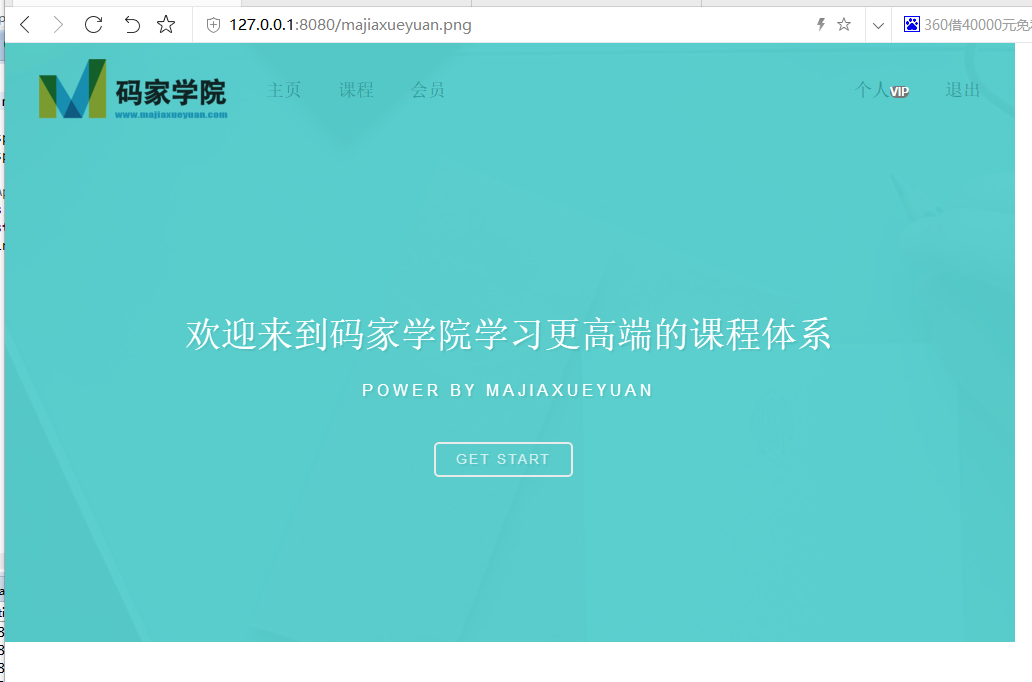 127.0.0.1:8080/majiaxueyuan.png
360借40000元免
码家学院
www.majiaxueyuan.com
主页 课程 会员
个人VIP 退出
欢迎来到码家学院学习更高端的课程体系
POWER BY MAJIAXUEYUAN
GET START